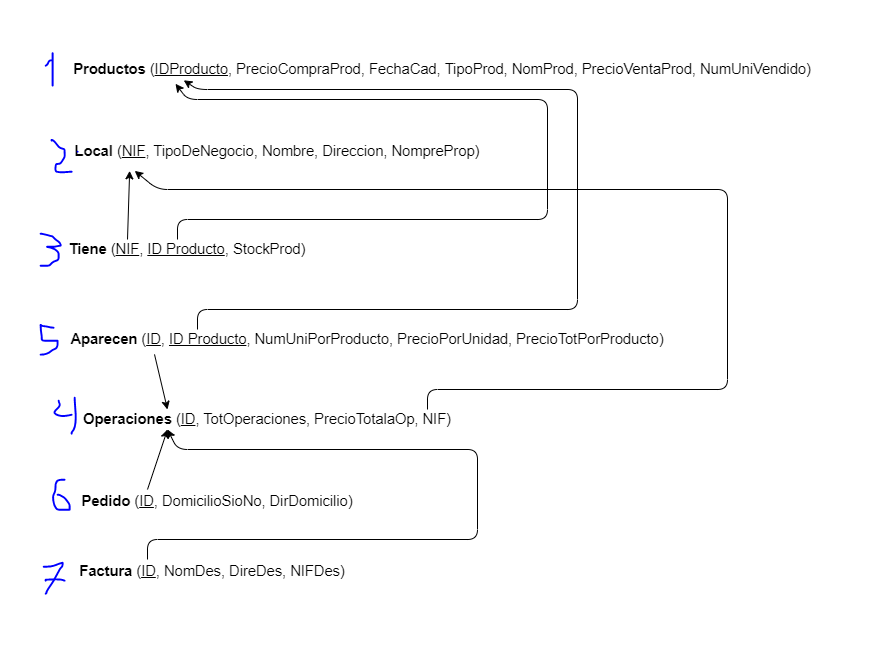 1 Productos (IDProducto, PrecioCompraProd, FechaCad, TipoProd, NomProd, PrecioVentaProd, NumUniVendido)
2 Local (NIF, TipoDeNegocio, Nombre, Direccion, NompreProp)
3 Tiene (NIF, ID Producto, StockProd)
5 Aparecen (ID, ID Producto, NumUniPorProducto, PrecioPorUnidad, PrecioTotPorProducto)
4 Operaciones (ID, TotOperaciones, PrecioTotalaOp, NIF)
6 Pedido (ID, DomicilioSioNo, DirDomicilio)
7 Factura (ID, NomDes, DireDes, NIFDes)